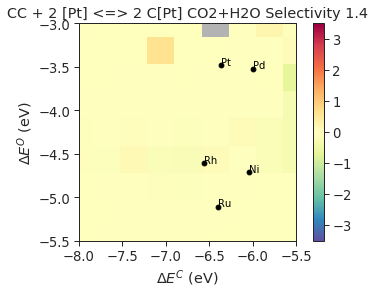 CC + 2 [Pt] <=> 2 C[Pt] CO2+H2O Selectivity 1.4
−3.0
−3.5
−4.0
−4.5
−5.0
−5.5
ΔE^O (eV)
Pt
Pd
Rh
Ni
Ru
−8.0 −7.5 −7.0 −6.5 −6.0 −5.5
ΔE^C (eV)
3
2
1
0
−1
−2
−3